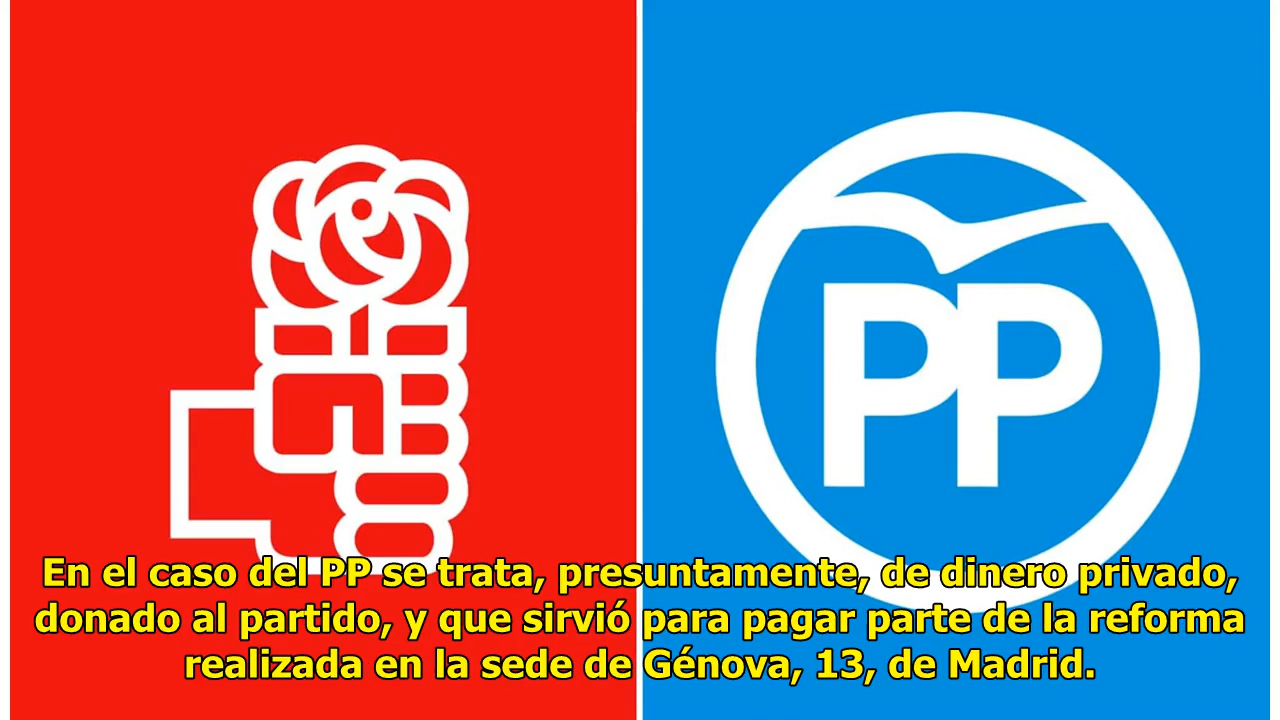 PP
En el caso del PP se trata, presuntamente, de dinero privado,
donado al partido, y que sirvió para pagar parte de la reforma
realizada en la sede de Génova, 13, de Madrid.